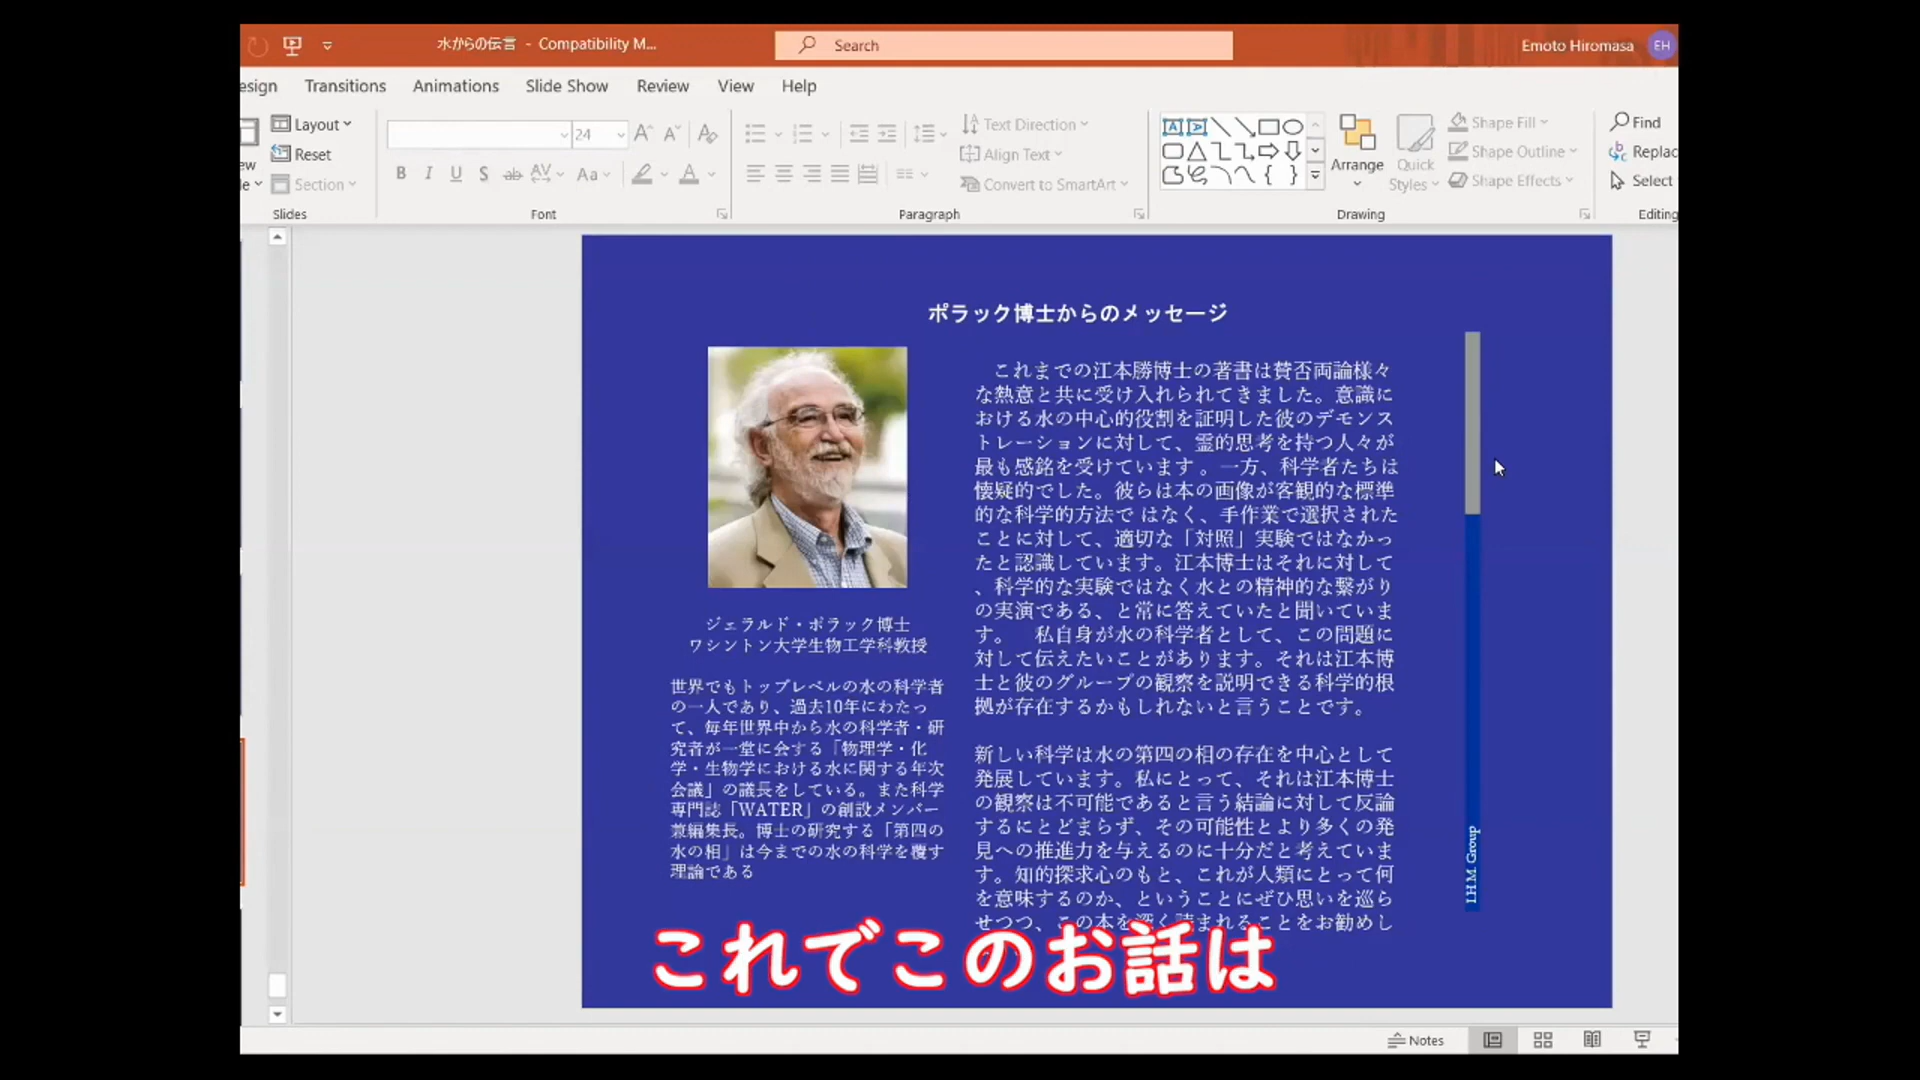 水からの伝言 - Compatibility M...
Search
Emoto Hiromasa
EH
esign
Transitions
Animations
Slide Show
Review
View
Help
Layout
Reset
Section
Slides
24
B I U S ab AV Aa A
Font
Text Direction
Align Text
Convert to SmartArt
Paragraph
Arrange
Quick
Styles
Shape Fill
Shape Outline
Shape Effects
Drawing
Find
Replac
Select
Editing
ポラック博士からのメッセージ
ジェラルド・ポラック博士
ワシントン大学生物工学科教授
世界でもトップレベルの水の科学者
の一人であり、過去10年にわたっ
て、毎年世界中から水の科学者・研
究者が一堂に会する「物理学・化
学・生物学における水に関する年次
会議」の議長をしている。また科学
専門誌「WATER」の創設メンバー
兼編集長。博士の研究する「第四の
水の相」は今までの水の科学を覆す
理論である
これまでの江本勝博士の著書は賛否両論様々
な熱意と共に受け入れられてきました。意識に
おける水の中心的役割を証明した彼のデモンス
トレーションに対して、霊的思考を持つ人々が
最も感銘を受けています 。一方、科学者たちは
懐疑的でした。彼らは本の画像が客観的な標準
的な科学的方法で はなく、手作業で選択された
ことに対して、適切な「対照」実験ではなかっ
たと認識しています。江本博士はそれに対して
、科学的な実験ではなく水との精神的な繋がり
の実演である、と常に答えていたと聞いていま
す。　私自身が水の科学者として、この問題に
対して伝えたいことがあります。それは江本博
士と彼のグループの観察を説明できる科学的根
拠が存在するかもしれないと言うことです。
新しい科学は水の第四の相の存在を中心として
発展しています。私にとって、それは江本博士
の観察は不可能であると言う結論に対して反論
するにとどまらず、その可能性とより多くの発
見への推進力を与えるのに十分だと考えていま
す。知的探求心のもと、これが人類にとって何
を意味するのか、ということにぜひ思いを巡ら
せつつ、この本を深く読まれることをお勧めし
I.H.M. Group
これでこのお話は
Notes